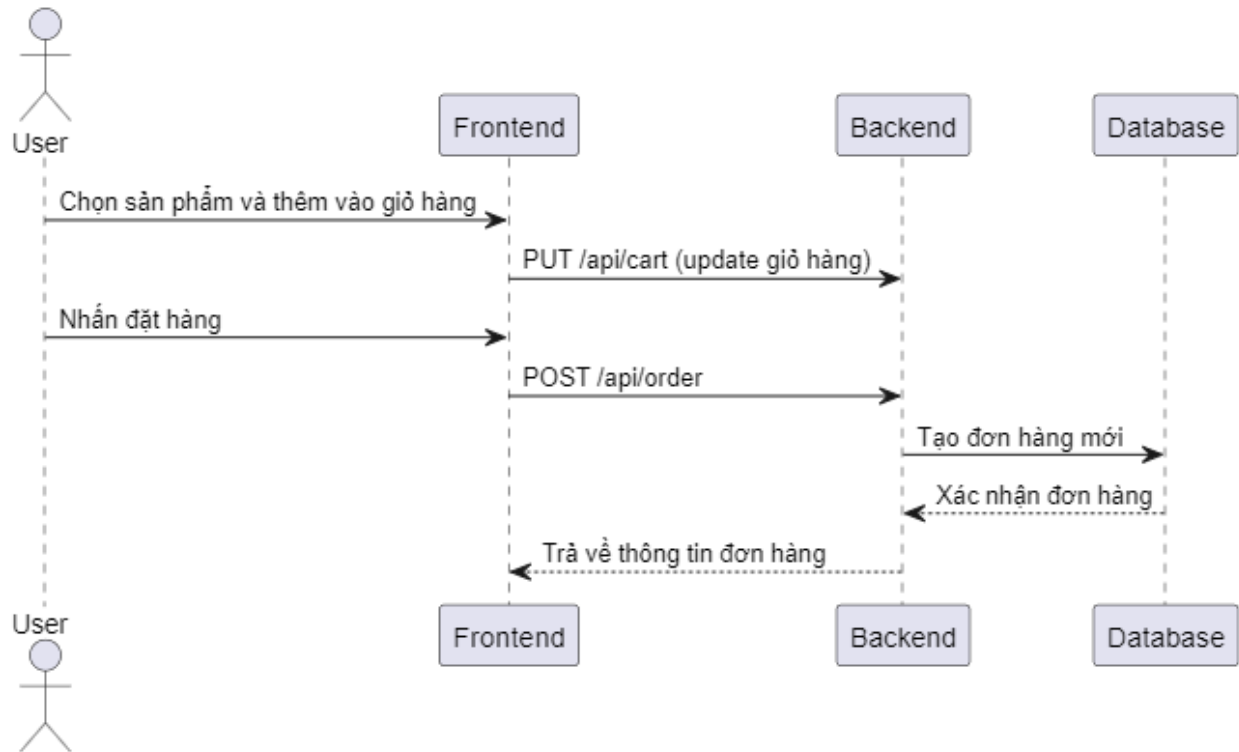 User
Frontend
Backend
Database
Chọn sản phẩm và thêm vào giỏ hàng
PUT /api/cart (update giỏ hàng)
Nhấn đặt hàng
POST /api/order
Tạo đơn hàng mới
Xác nhận đơn hàng
Trả về thông tin đơn hàng
User
Frontend
Backend
Database